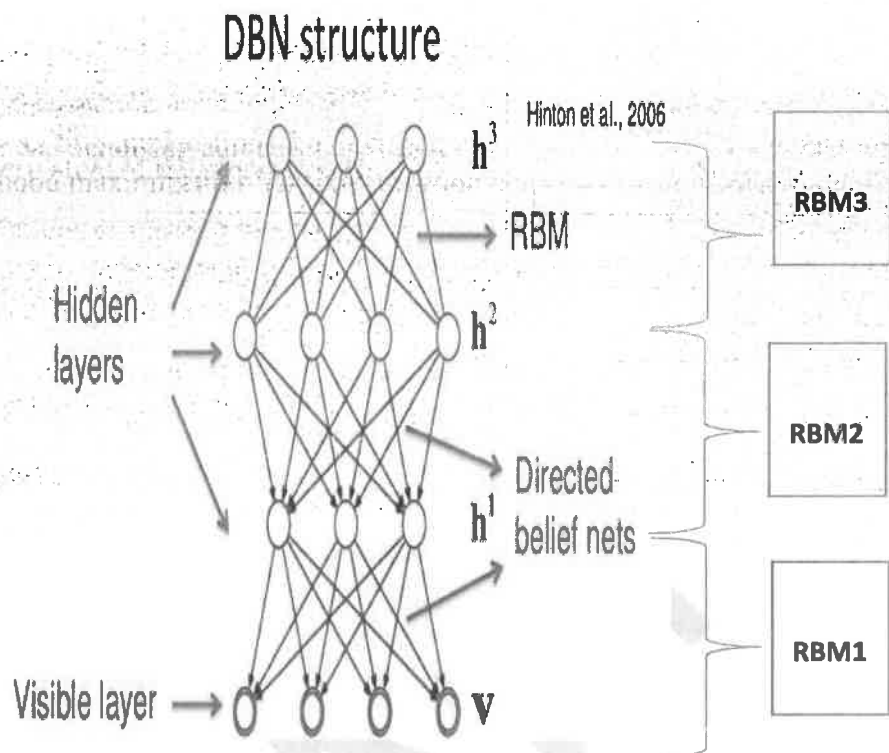 DBN structure
Hinton et al., 2006
h³
RBM3
RBM
Hidden
layers
h²
RBM2
Directed
belief nets
h¹
RBM1
Visible layer
v